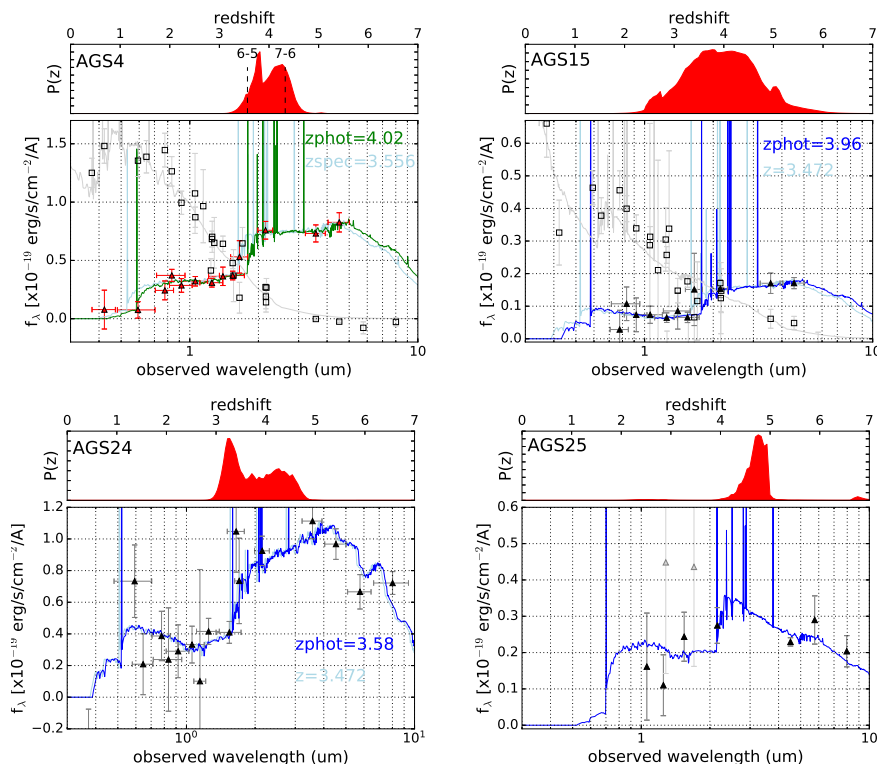 redshift
redshift
0 1 2 3 4 5 6 7
0 1 2 3 4 5 6 7
P(z)
AGS4
6-5
7-6
P(z)
AGS15
f_λ [x10⁻¹⁹ erg/s/cm⁻²/A]
1.5
1.0
0.5
0.0
zphot=4.02
zspec=3.556
1
10
observed wavelength (um)
f_λ [x10⁻¹⁹ erg/s/cm⁻²/A]
0.6
0.5
0.4
0.3
0.2
0.1
0.0
zphot=3.96
z=3.472
1
10
observed wavelength (um)
redshift
redshift
0 1 2 3 4 5 6 7
0 1 2 3 4 5 6 7
P(z)
AGS24
P(z)
AGS25
f_λ [x10⁻¹⁹ erg/s/cm⁻²/A]
1.2
1.0
0.8
0.6
0.4
0.2
0.0
−0.2
zphot=3.58
z=3.472
10⁰
10¹
observed wavelength (um)
f_λ [x10⁻¹⁹ erg/s/cm⁻²/A]
0.6
0.5
0.4
0.3
0.2
0.1
0.0
1
10
observed wavelength (um)